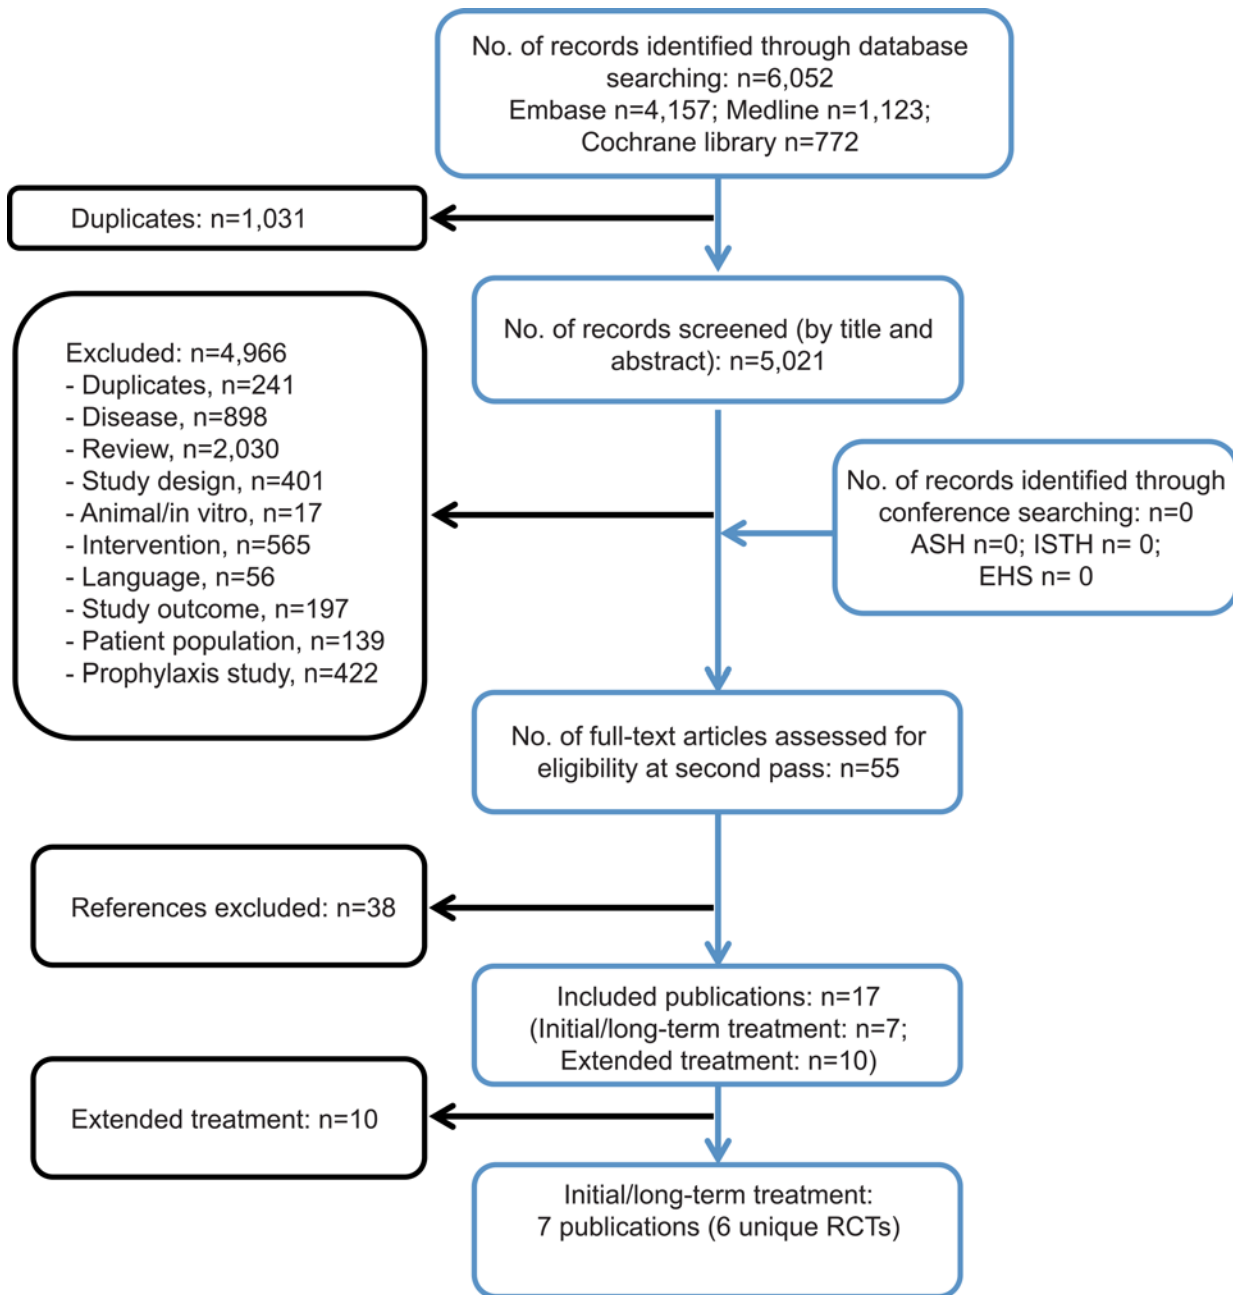 No. of records identified through database
searching: n=6,052
Embase n=4,157; Medline n=1,123;
Cochrane library n=772
Duplicates: n=1,031
No. of records screened (by title and
abstract): n=5,021
Excluded: n=4,966
- Duplicates, n=241
- Disease, n=898
- Review, n=2,030
- Study design, n=401
- Animal/in vitro, n=17
- Intervention, n=565
- Language, n=56
- Study outcome, n=197
- Patient population, n=139
- Prophylaxis study, n=422
No. of records identified through
conference searching: n=0
ASH n=0; ISTH n= 0;
EHS n= 0
No. of full-text articles assessed for
eligibility at second pass: n=55
References excluded: n=38
Included publications: n=17
(Initial/long-term treatment: n=7;
Extended treatment: n=10)
Extended treatment: n=10
Initial/long-term treatment:
7 publications (6 unique RCTs)